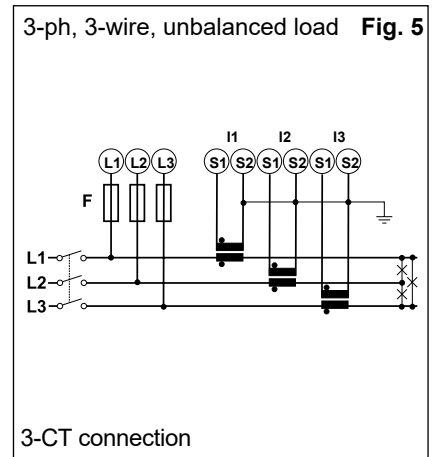 3-ph, 3-wire, unbalanced load Fig. 5
I1 I2 I3
L1 L2 L3 S1 S2 S1 S2 S1 S2
F
L1
L2
L3
3-CT connection